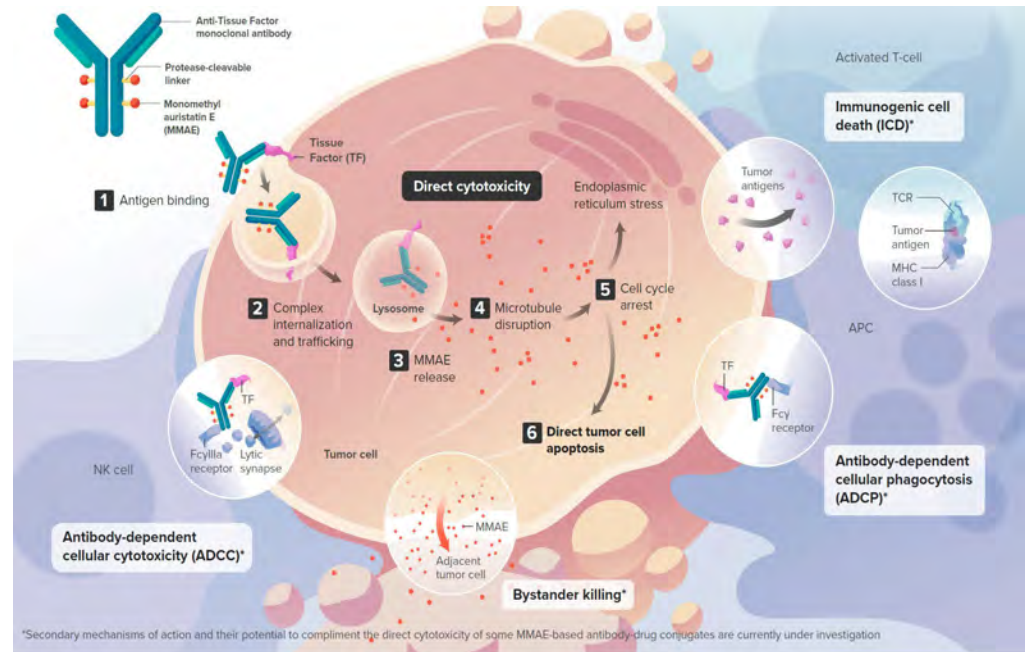 Anti-Tissue Factor
monoclonal antibody
Protease-cleavable
linker
Monomethyl
auristatin E
(MMAE)
Tissue
Factor (TF)
1 Antigen binding
Direct cytotoxicity
Endoplasmic
reticulum stress
Lysosome
2 Complex
internalization
and trafficking
3 MMAE
release
4 Microtubule
disruption
5 Cell cycle
arrest
6 Direct tumor cell
apoptosis
Tumor cell
Activated T-cell
Immunogenic cell
death (ICD)*
Tumor
antigens
TCR
Tumor
antigen
MHC
class I
APC
TF
Fcγ
receptor
Antibody-dependent
cellular phagocytosis
(ADCP)*
TF
FcγIIIa
receptor
Lytic
synapse
NK cell
Antibody-dependent
cellular cytotoxicity (ADCC)*
MMAE
Adjacent
tumor cell
Bystander killing*
*Secondary mechanisms of action and their potential to compliment the direct cytotoxicity of some MMAE-based antibody-drug conjugates are currently under investigation